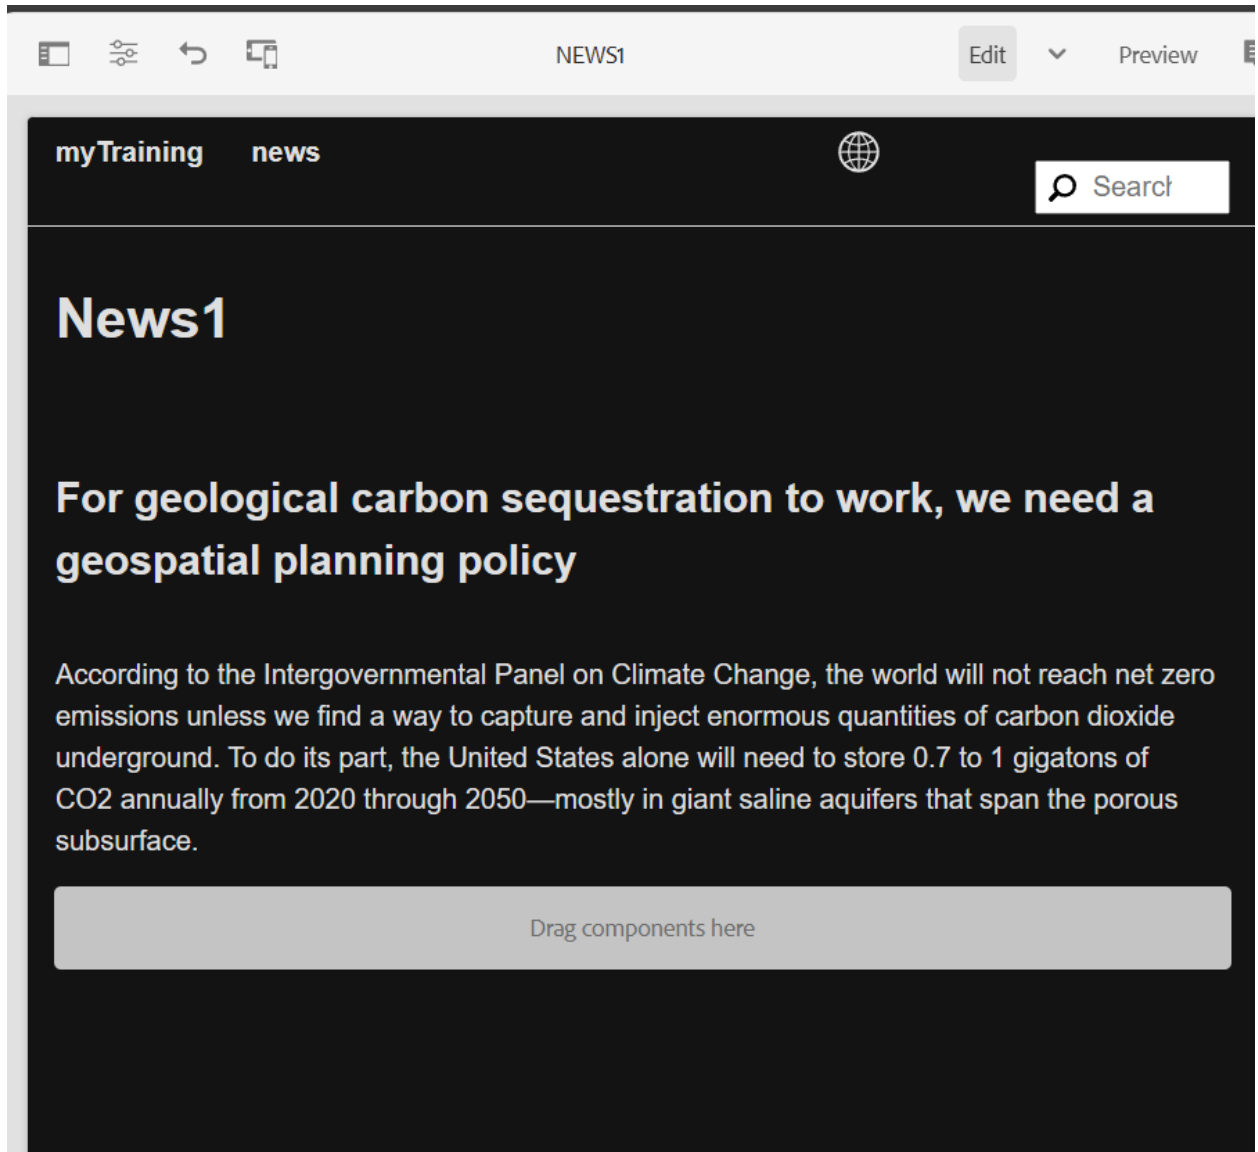 NEWS1
Edit
Preview
myTraining news
Search
News1
For geological carbon sequestration to work, we need a
geospatial planning policy
According to the Intergovernmental Panel on Climate Change, the world will not reach net zero
emissions unless we find a way to capture and inject enormous quantities of carbon dioxide
underground. To do its part, the United States alone will need to store 0.7 to 1 gigatons of
CO2 annually from 2020 through 2050—mostly in giant saline aquifers that span the porous
subsurface.
Drag components here